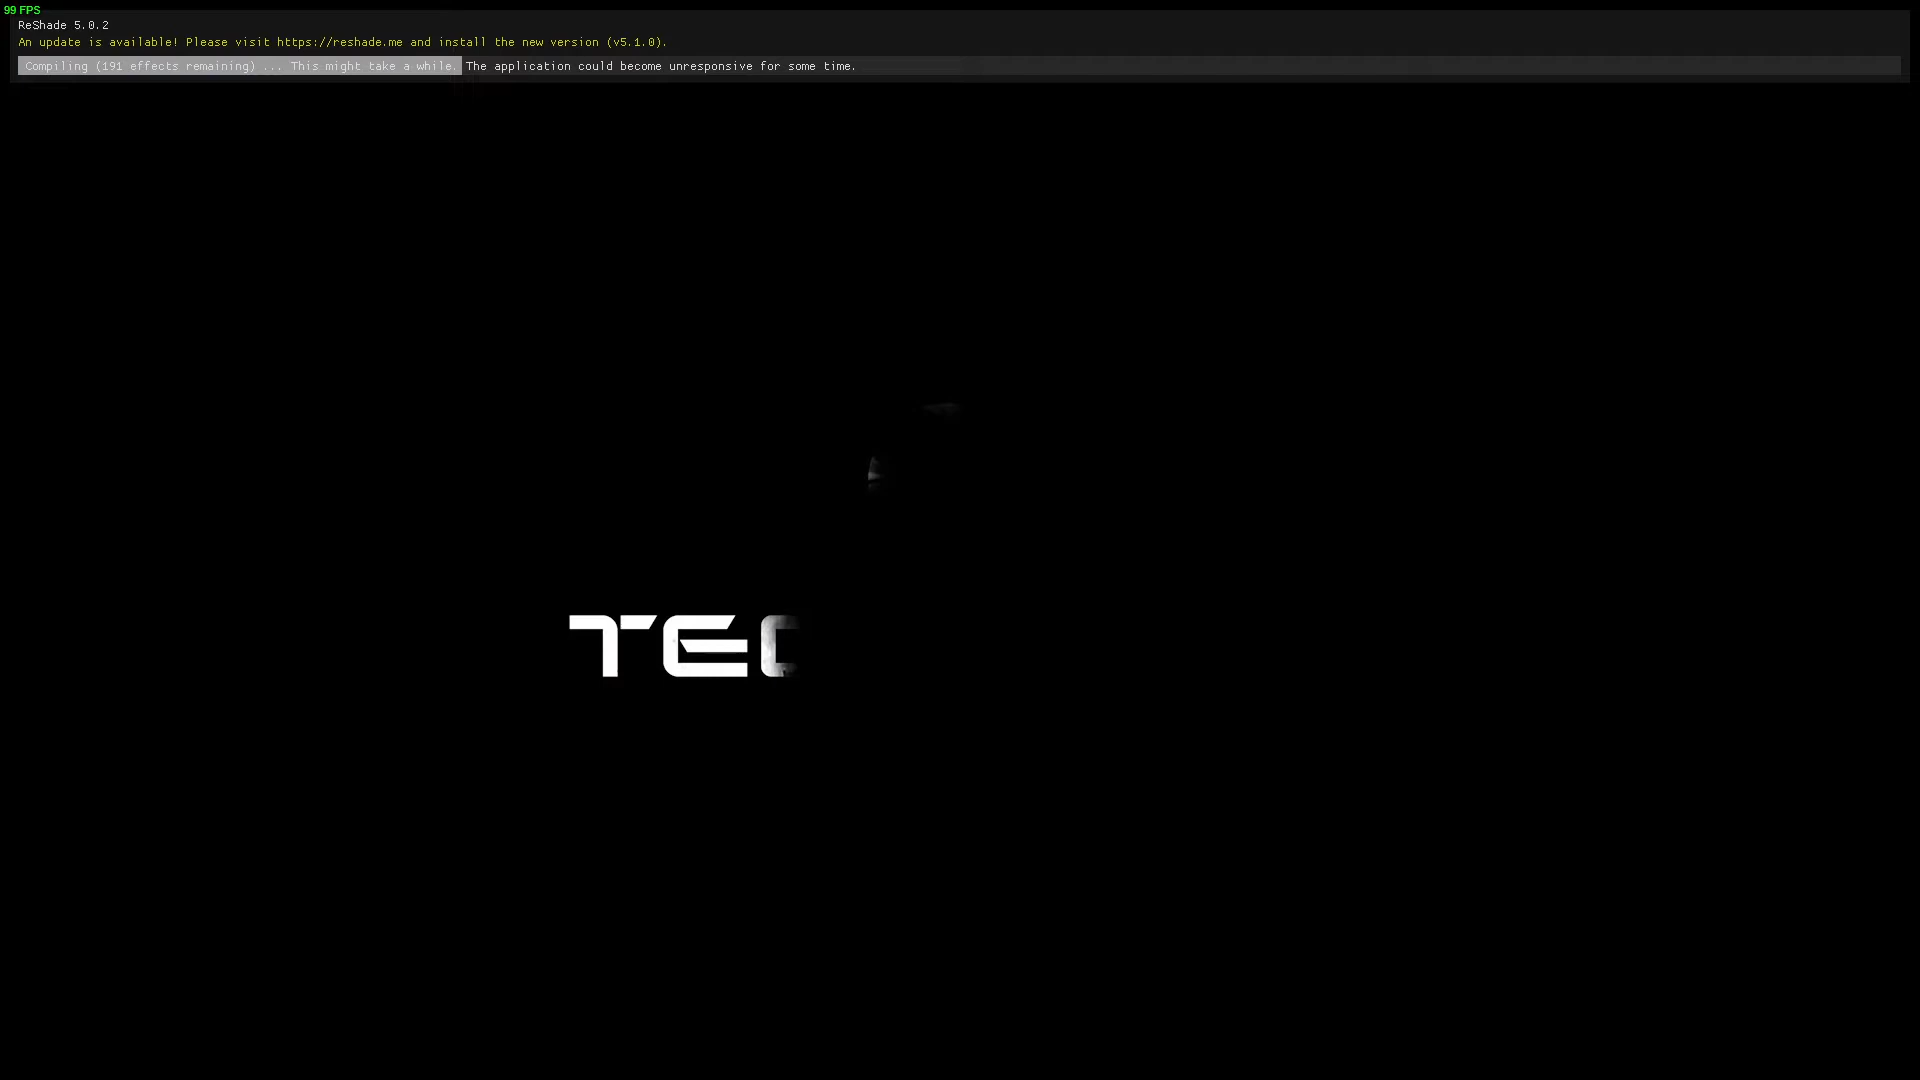 99 FPS
ReShade 5.0.2
An update is available! Please visit https://reshade.me and install the new version (v5.1.0).
Compiling (191 effects remaining) ... This might take a while. The application could become unresponsive for some time.
TE